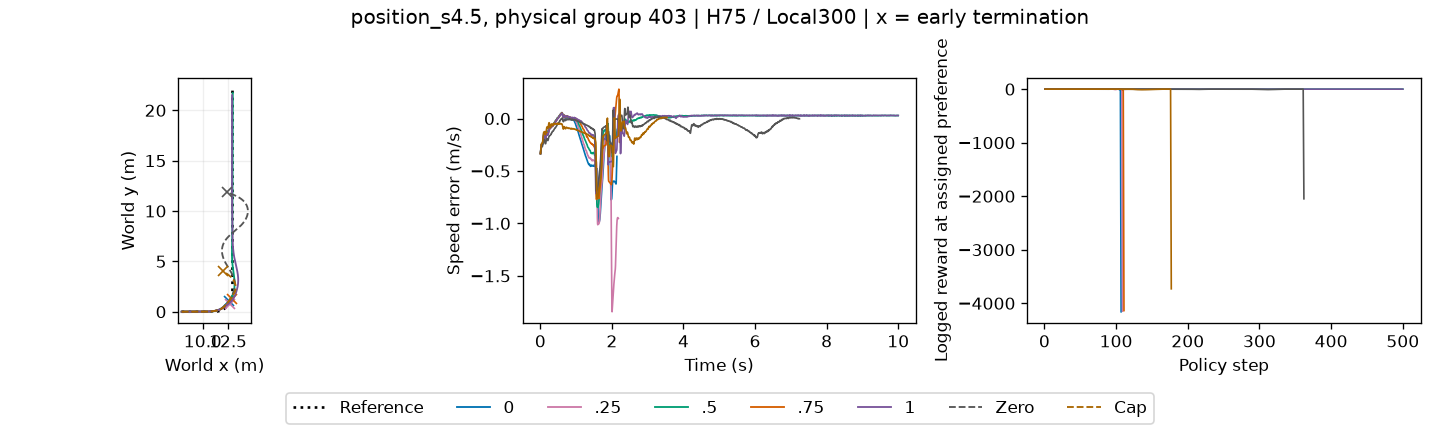 position_s4.5, physical group 403 | H75 / Local300 | x = early termination
World y (m)
20
15
10
5
0
10.0
12.5
World x (m)
Speed error (m/s)
0.0
−0.5
−1.0
−1.5
0 2 4 6 8 10
Time (s)
Logged reward at assigned preference
0
−1000
−2000
−3000
−4000
0 100 200 300 400 500
Policy step
Reference 0 .25 .5 .75 1 Zero Cap